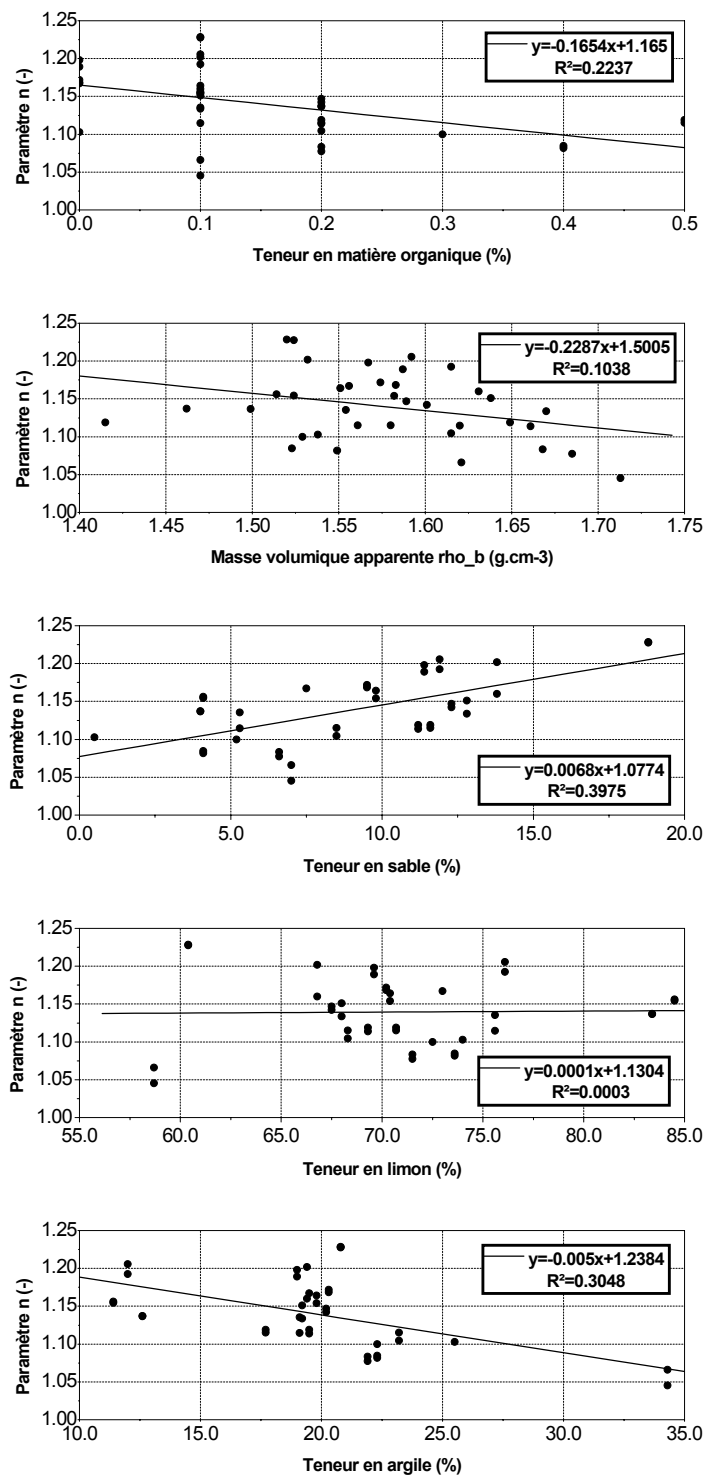 1.25
1.20
1.15
1.10
1.05
1.00
Paramètre n (-)
y=-0.1654x+1.165
R²=0.2237
0.0 0.1 0.2 0.3 0.4 0.5
Teneur en matière organique (%)
1.25
1.20
1.15
1.10
1.05
1.00
Paramètre n (-)
y=-0.2287x+1.5005
R²=0.1038
1.40 1.45 1.50 1.55 1.60 1.65 1.70 1.75
Masse volumique apparente rho_b (g.cm-3)
1.25
1.20
1.15
1.10
1.05
1.00
Paramètre n (-)
y=0.0068x+1.0774
R²=0.3975
0.0 5.0 10.0 15.0 20.0
Teneur en sable (%)
1.25
1.20
1.15
1.10
1.05
1.00
Paramètre n (-)
y=0.0001x+1.1304
R²=0.0003
55.0 60.0 65.0 70.0 75.0 80.0 85.0
Teneur en limon (%)
1.25
1.20
1.15
1.10
1.05
1.00
Paramètre n (-)
y=-0.005x+1.2384
R²=0.3048
10.0 15.0 20.0 25.0 30.0 35.0
Teneur en argile (%)